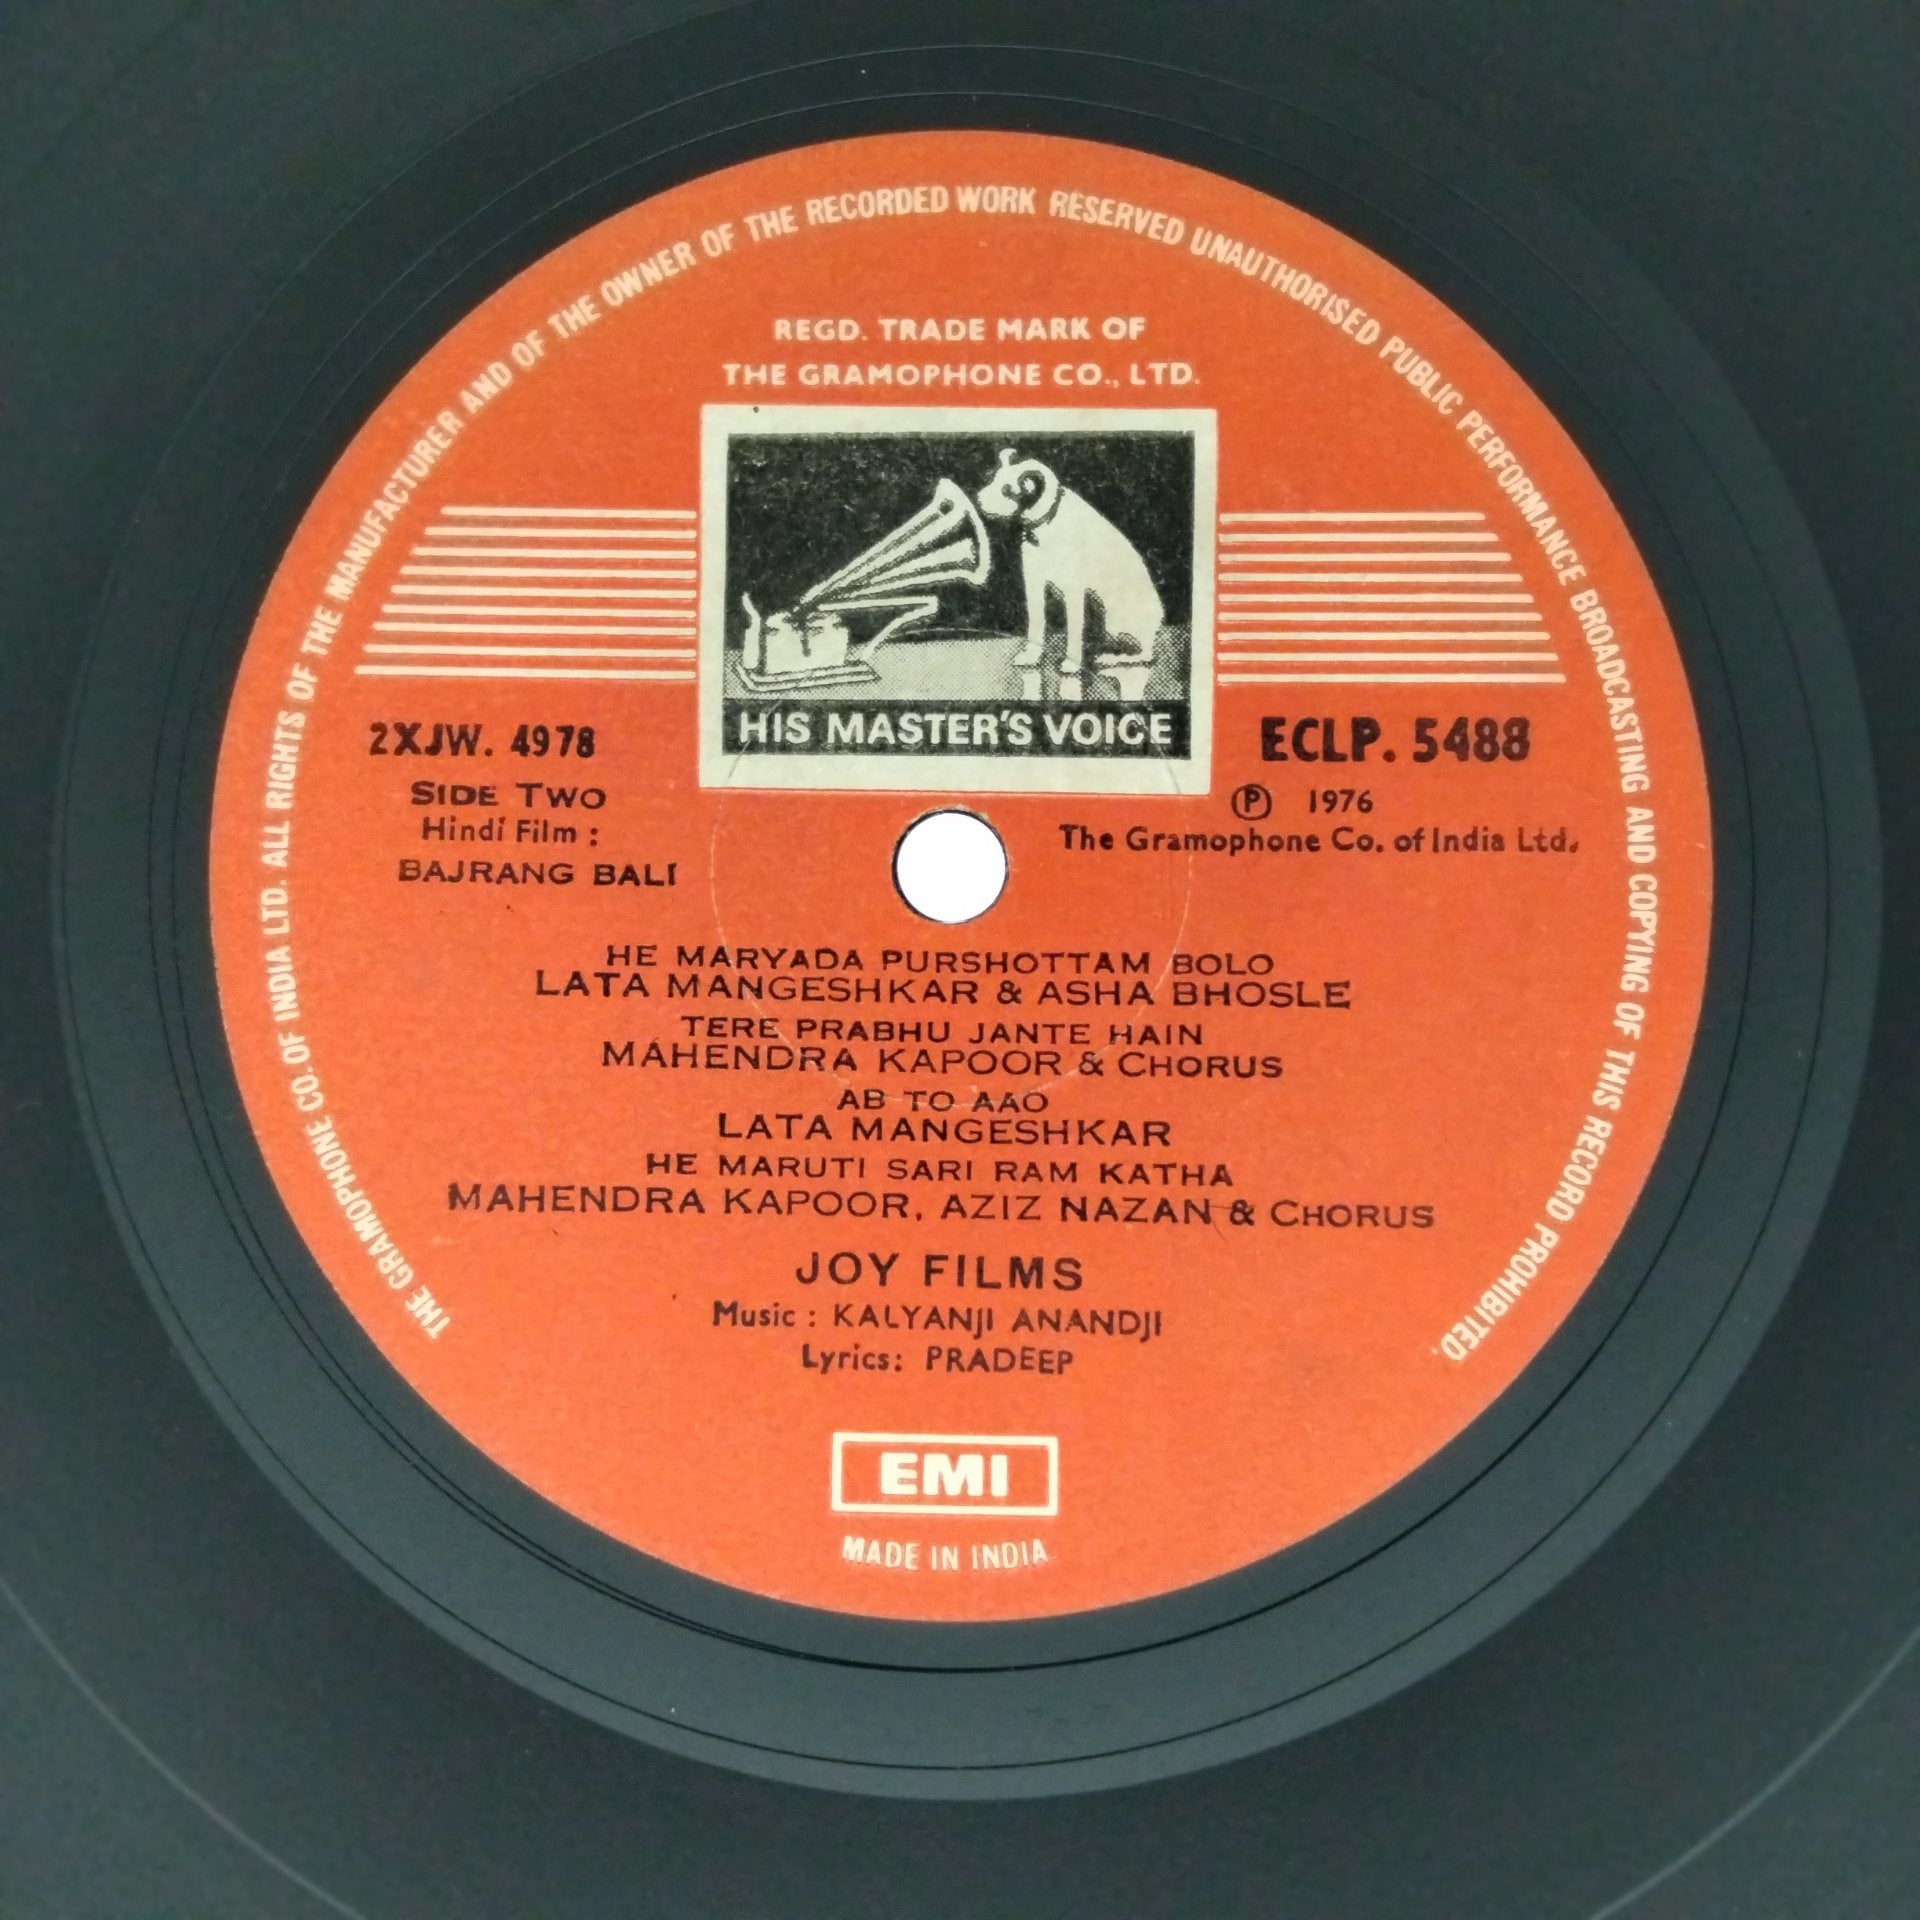 THE GRAMOPHONE CO. OF INDIA LTD. ALL RIGHTS OF THE MANUFACTURER AND OF THE OWNER OF THE RECORDED WORK RESERVED UNAUTHORISED PUBLIC PERFORMANCE BROADCASTING AND COPYING OF THIS RECORD PROHIBITED.
REGD. TRADE MARK OF
THE GRAMOPHONE CO., LTD.
HIS MASTER'S VOICE
2XJW. 4978
SIDE TWO
Hindi Film :
BAJRANG BALI
ECLP. 5488
Ⓟ 1976
The Gramophone Co. of India Ltd.
HE MARYADA PURSHOTTAM BOLO
LATA MANGESHKAR & ASHA BHOSLE
TERE PRABHU JANTE HAIN
MAHENDRA KAPOOR & CHORUS
AB TO AAO
LATA MANGESHKAR
HE MARUTI SARI RAM KATHA
MAHENDRA KAPOOR, AZIZ NAZAN & CHORUS
JOY FILMS
Music : KALYANJI ANANDJI
Lyrics: PRADEEP
EMI
MADE IN INDIA